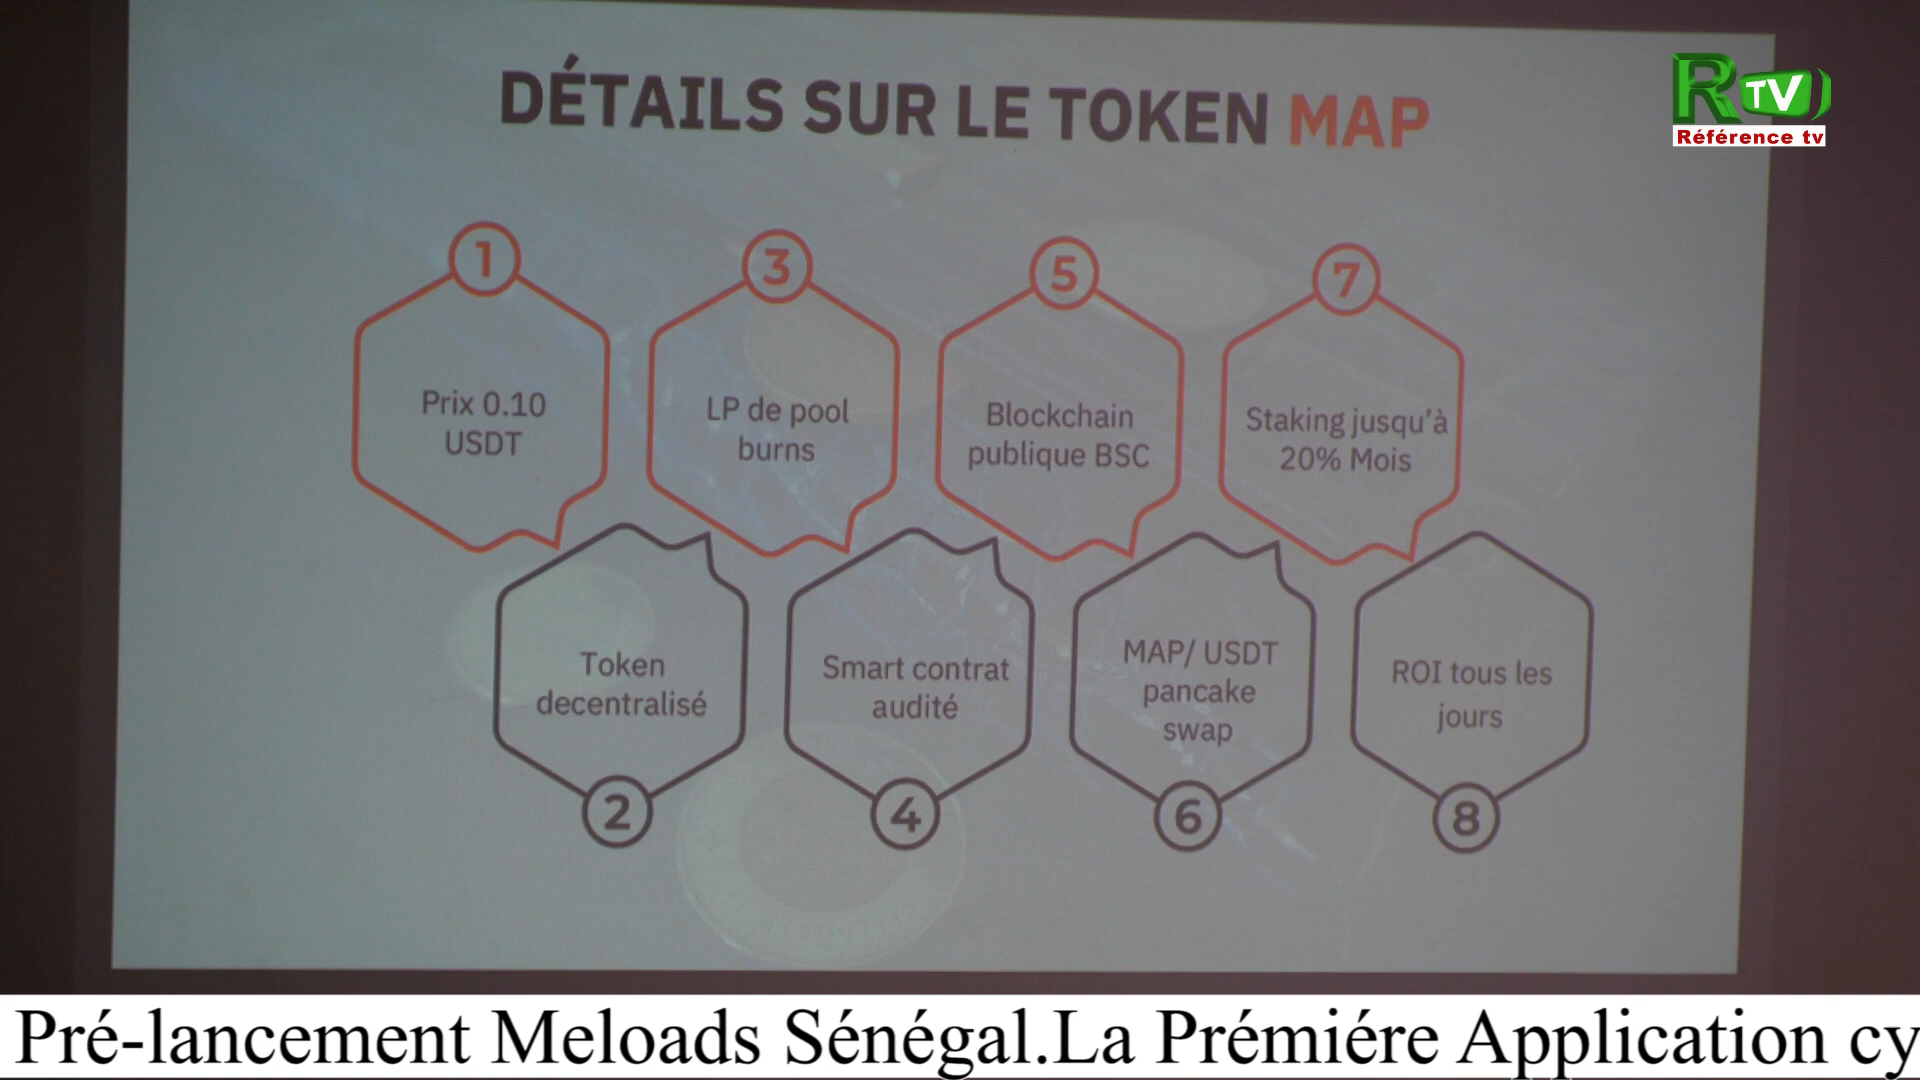 DÉTAILS SUR LE TOKEN MAP
R TV
Référence tv
1
Prix 0.10
USDT
2
Token
decentralisé
3
LP de pool
burns
4
Smart contrat
audité
5
Blockchain
publique BSC
6
MAP/ USDT
pancake
swap
7
Staking jusqu'à
20% Mois
8
ROI tous les
jours
Pré-lancement Meloads Sénégal.La Prémiére Application cy